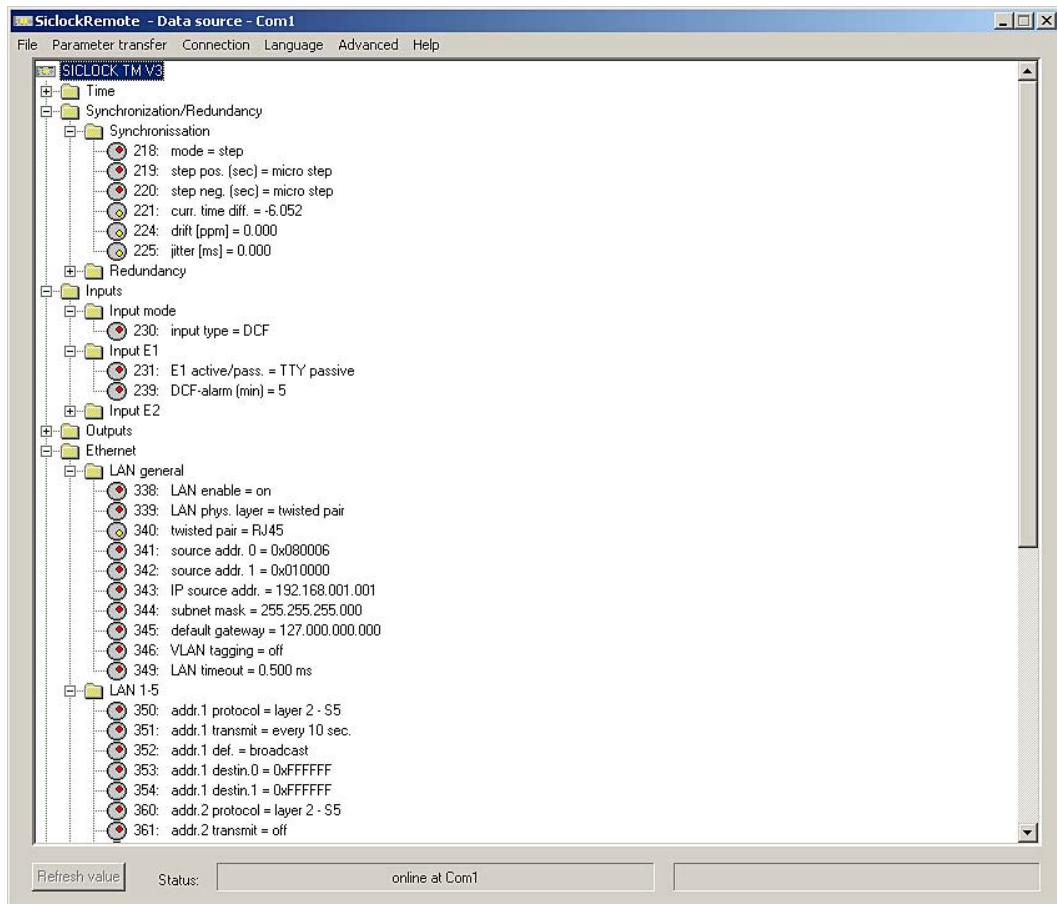 SiclockRemote - Data source - Com1
File Parameter transfer Connection Language Advanced Help
SICLOCK TM V3
Time
Synchronization/Redundancy
Synchronissation
218: mode = step
219: step pos. (sec) = micro step
220: step neg. (sec) = micro step
221: curr. time diff. = -6.052
224: drift [ppm] = 0.000
225: jitter [ms] = 0.000
Redundancy
Inputs
Input mode
230: input type = DCF
Input E1
231: E1 active/pass. = TTY passive
239: DCF-alarm (min) = 5
Input E2
Outputs
Ethernet
LAN general
338: LAN enable = on
339: LAN phys. layer = twisted pair
340: twisted pair = RJ45
341: source addr. 0 = 0x080006
342: source addr. 1 = 0x010000
343: IP source addr. = 192.168.001.001
344: subnet mask = 255.255.255.000
345: default gateway = 127.000.000.000
346: VLAN tagging = off
349: LAN timeout = 0.500 ms
LAN 1-5
350: addr.1 protocol = layer 2 - S5
351: addr.1 transmit = every 10 sec.
352: addr.1 def. = broadcast
353: addr.1 destin.0 = 0xFFFFFF
354: addr.1 destin.1 = 0xFFFFFF
360: addr.2 protocol = layer 2 - S5
361: addr.2 transmit = off
Refresh value Status: online at Com1